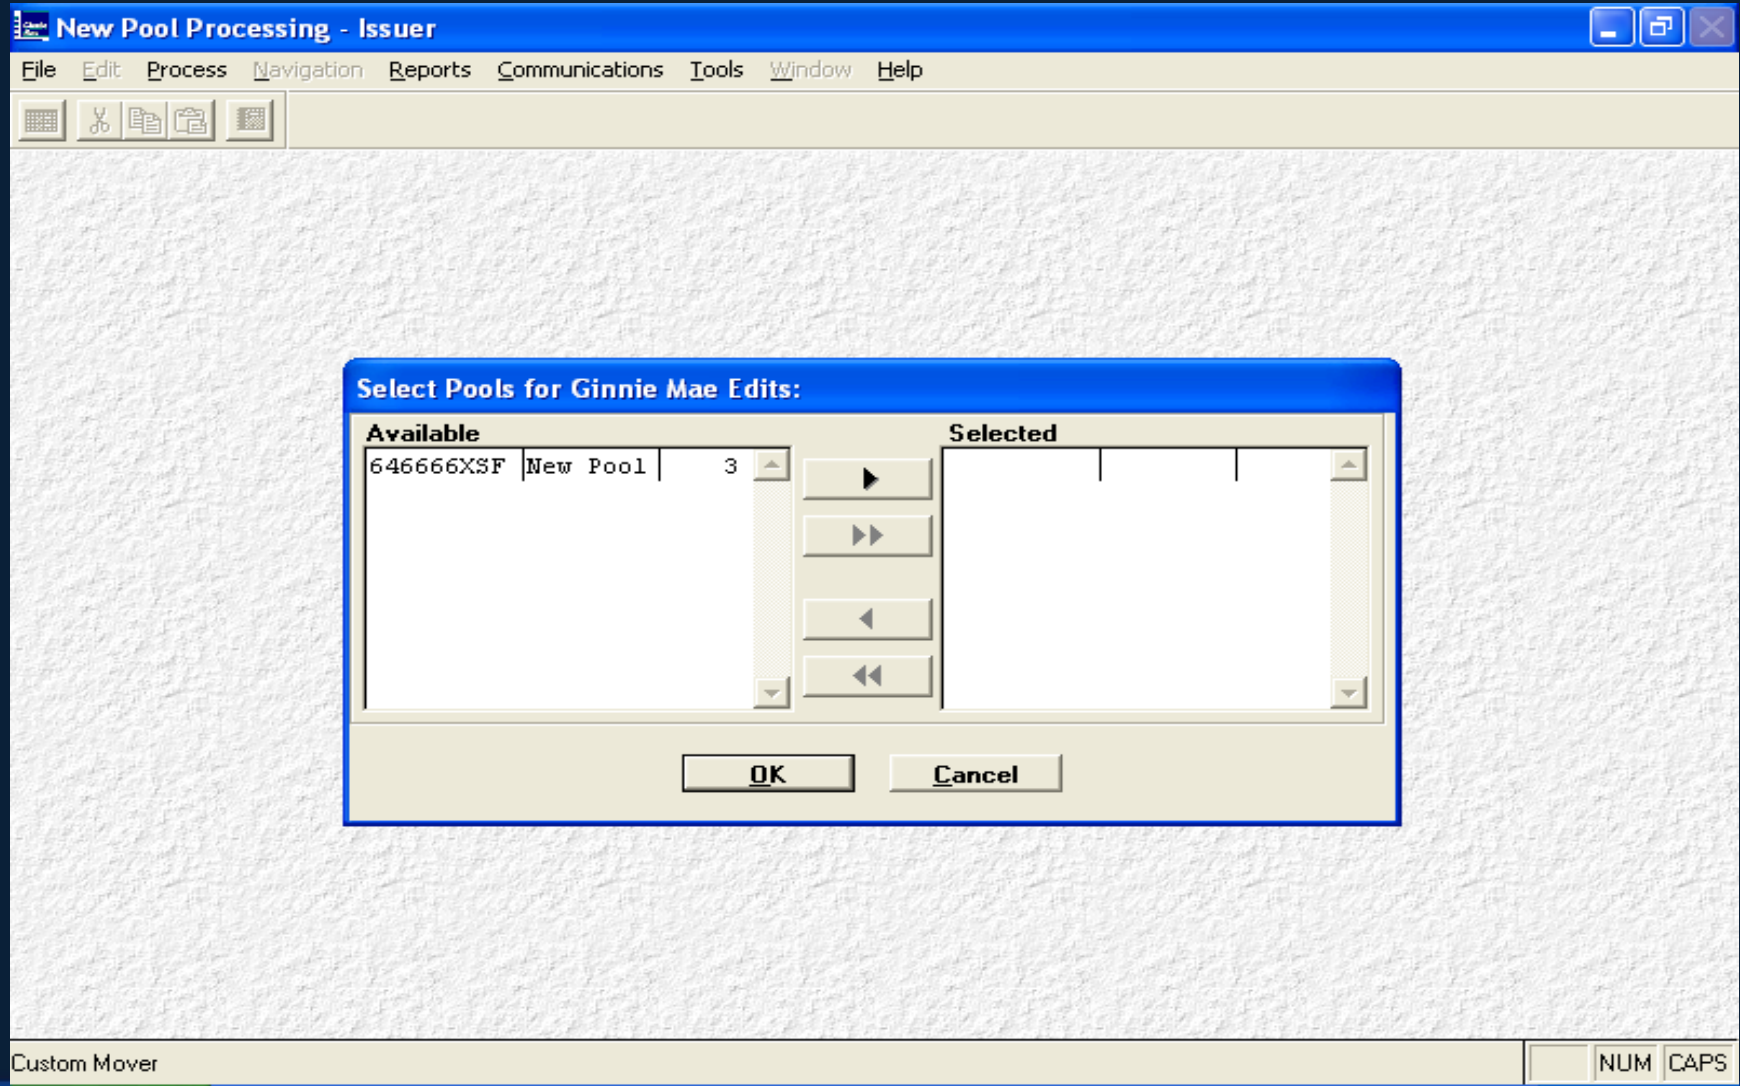 New Pool Processing - Issuer
File Edit Process Navigation Reports Communications Tools Window Help
Select Pools for Ginnie Mae Edits:
Available Selected
646666XSF New Pool 3
OK Cancel
Custom Mover NUM CAPS